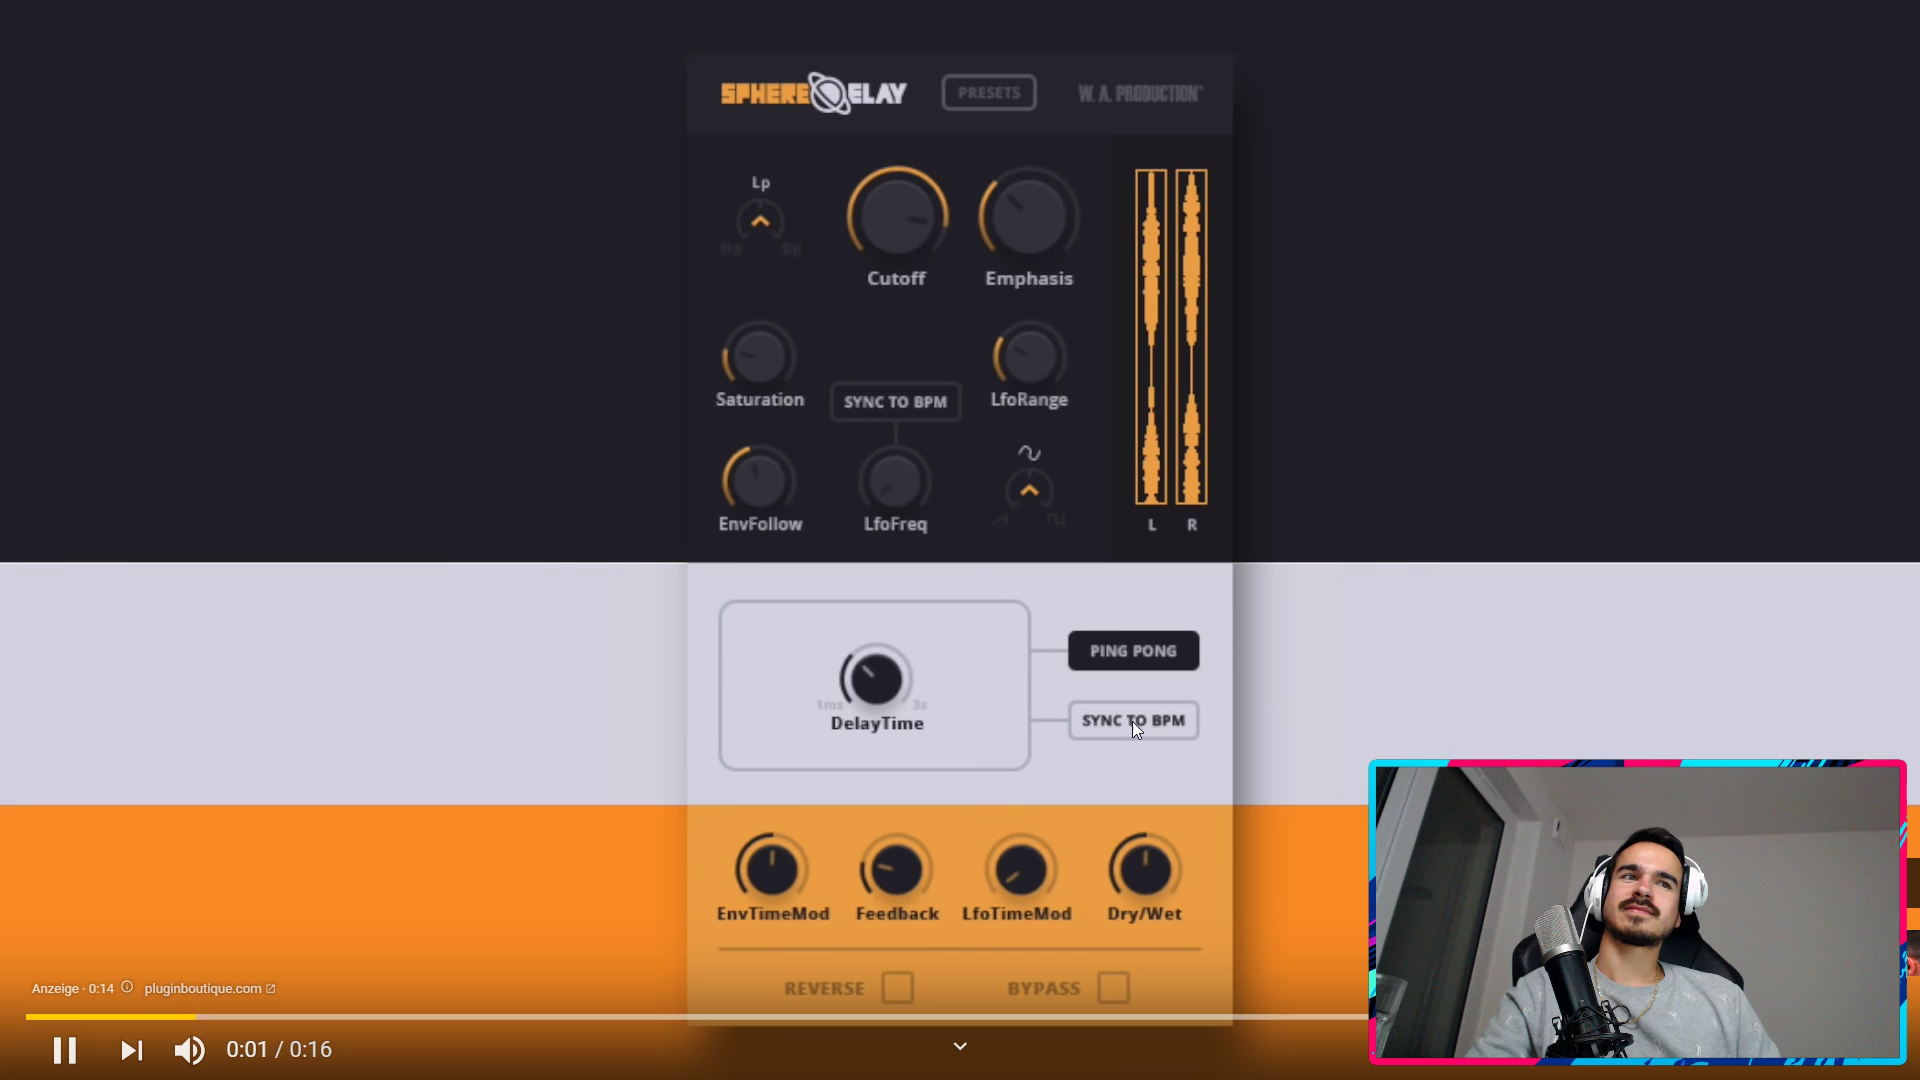 SPHERE DELAY
PRESETS
W. A. PRODUCTION
Lp
Hp
Bp
Cutoff
Emphasis
Saturation
SYNC TO BPM
LfoRange
EnvFollow
LfoFreq
L
R
PING PONG
1ms
3s
DelayTime
SYNC TO BPM
EnvTimeMod
Feedback
LfoTimeMod
Dry/Wet
REVERSE
BYPASS
Anzeige · 0:14
pluginboutique.com
0:01 / 0:16